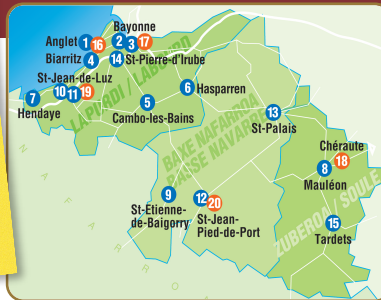 Bayonne
Anglet 1 16 2 3 17
Biarritz 4 14 St-Pierre-d'Irube
St-Jean-de-Luz
10 11 19
7
Hendaye
LAPURDI / LABOURD
6 Hasparren
5
Cambo-les-Bains
13
St-Palais
BAXE NAFARROA
BASSE NAVARRE
Chéraute
8 18
Mauléon
9
St-Etienne-
de-Baigorry
12 20
St-Jean-
Pied-de-Port
15
Tardets
ZUBEROA / SOULE
NAFARROA